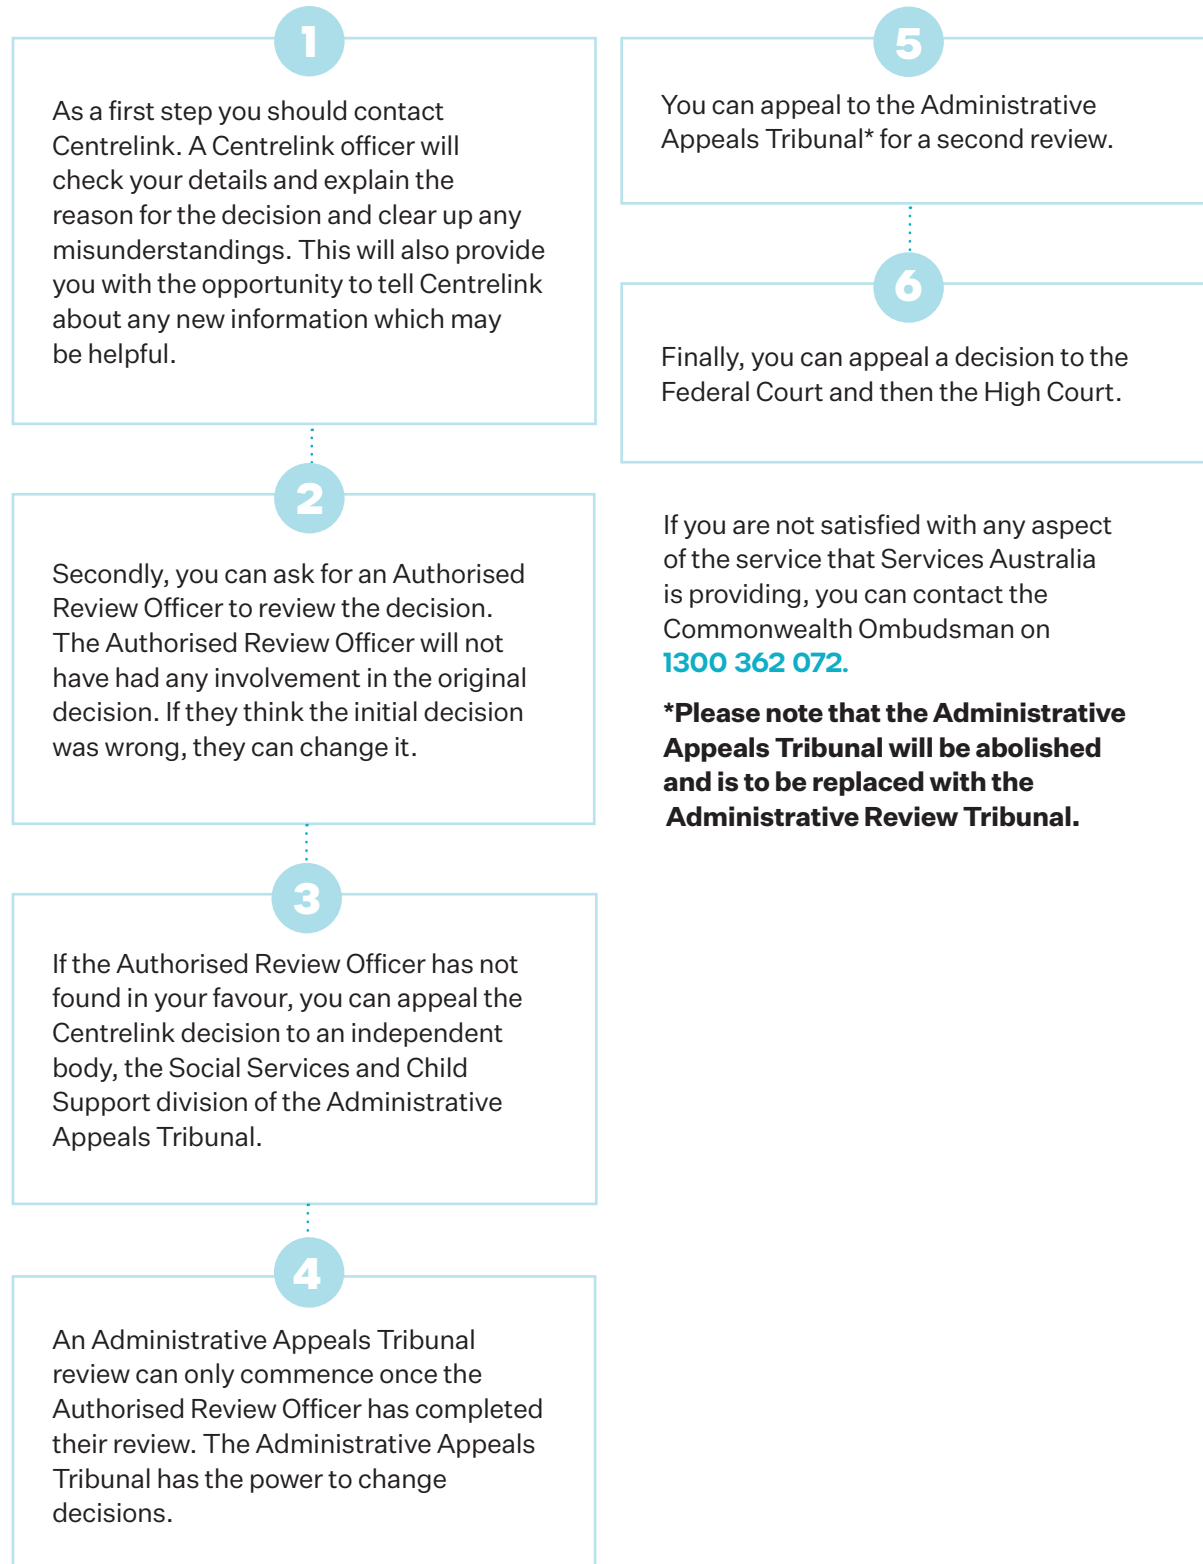 1
As a first step you should contact
Centrelink. A Centrelink officer will
check your details and explain the
reason for the decision and clear up any
misunderstandings. This will also provide
you with the opportunity to tell Centrelink
about any new information which may
be helpful.
2
Secondly, you can ask for an Authorised
Review Officer to review the decision.
The Authorised Review Officer will not
have had any involvement in the original
decision. If they think the initial decision
was wrong, they can change it.
3
If the Authorised Review Officer has not
found in your favour, you can appeal the
Centrelink decision to an independent
body, the Social Services and Child
Support division of the Administrative
Appeals Tribunal.
4
An Administrative Appeals Tribunal
review can only commence once the
Authorised Review Officer has completed
their review. The Administrative Appeals
Tribunal has the power to change
decisions.
5
You can appeal to the Administrative
Appeals Tribunal* for a second review.
6
Finally, you can appeal a decision to the
Federal Court and then the High Court.
If you are not satisfied with any aspect
of the service that Services Australia
is providing, you can contact the
Commonwealth Ombudsman on
1300 362 072.
*Please note that the Administrative
Appeals Tribunal will be abolished
and is to be replaced with the
Administrative Review Tribunal.